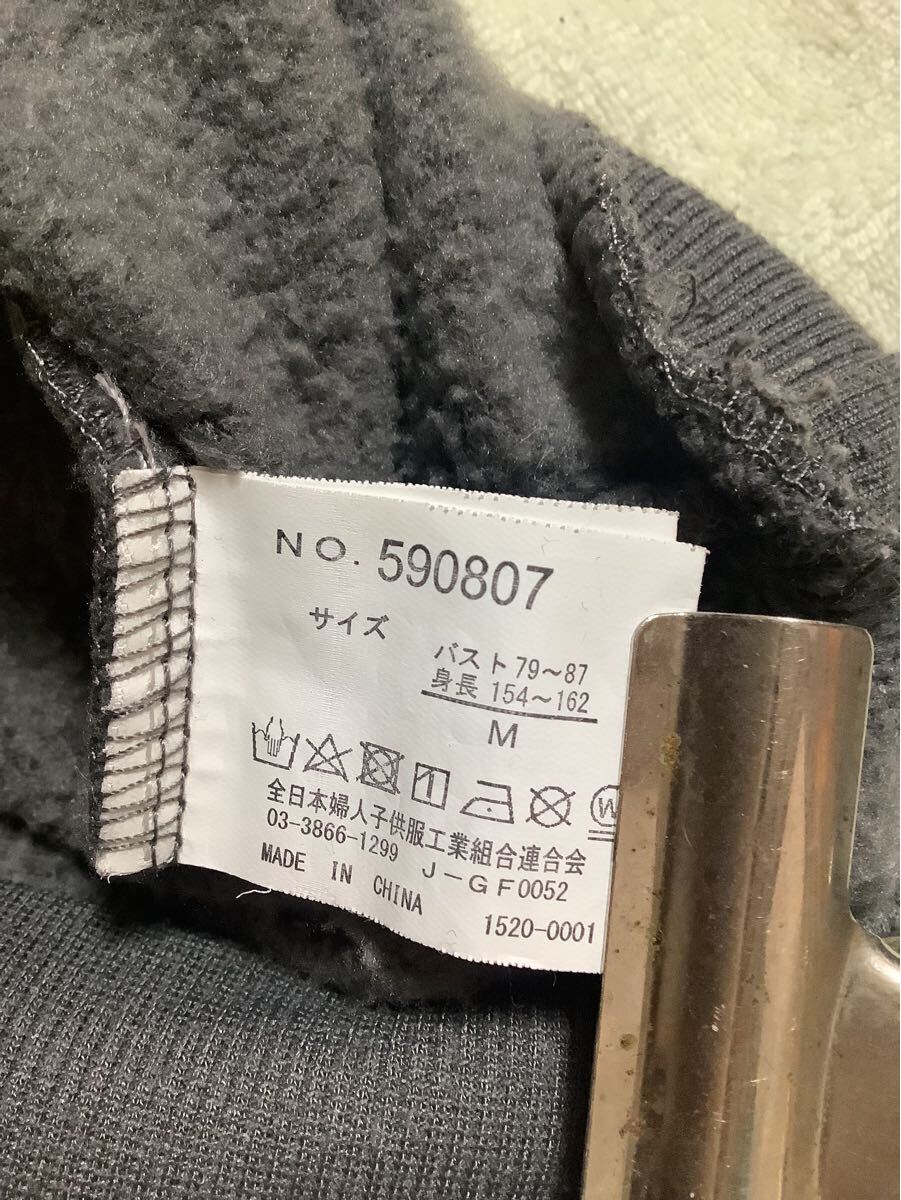 NO. 590807
サイズ
バスト 79～87
身長 154～162
M
W
全日本婦人子供服工業組合連合会
03-3866-1299 J-GF0052
MADE IN CHINA
1520-0001